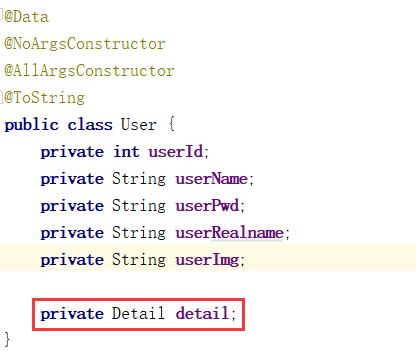 @Data
@NoArgsConstructor
@AllArgsConstructor
@ToString
public class User {
private int userId;
private String userName;
private String userPwd;
private String userRealname;
private String userImg;
private Detail detail;
}